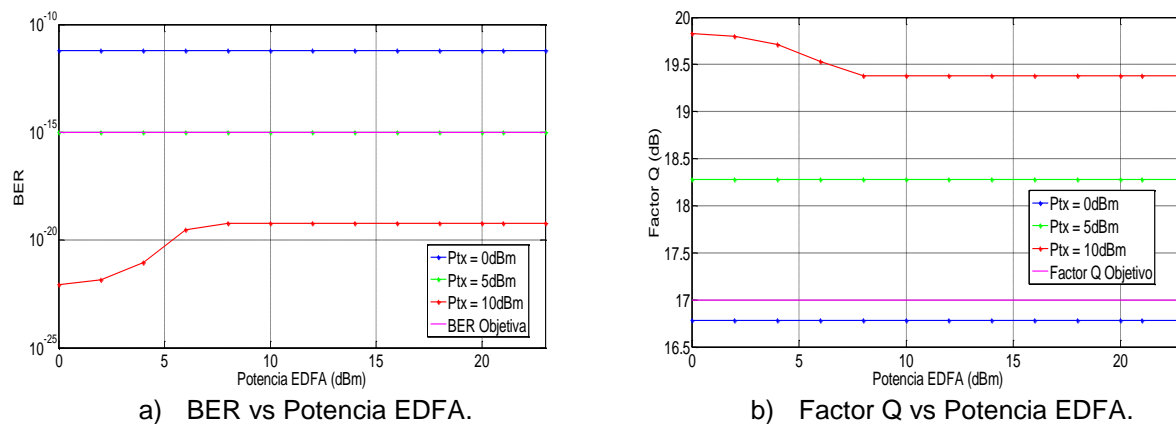 10^-10
10^-15
10^-20
10^-25
BER
0 5 10 15 20
Potencia EDFA (dBm)
Ptx = 0dBm
Ptx = 5dBm
Ptx = 10dBm
BER Objetiva
a) BER vs Potencia EDFA.
20
19.5
19
18.5
18
17.5
17
16.5
Factor Q (dB)
0 5 10 15 20
Potencia EDFA (dBm)
Ptx = 0dBm
Ptx = 5dBm
Ptx = 10dBm
Factor Q Objetivo
b) Factor Q vs Potencia EDFA.